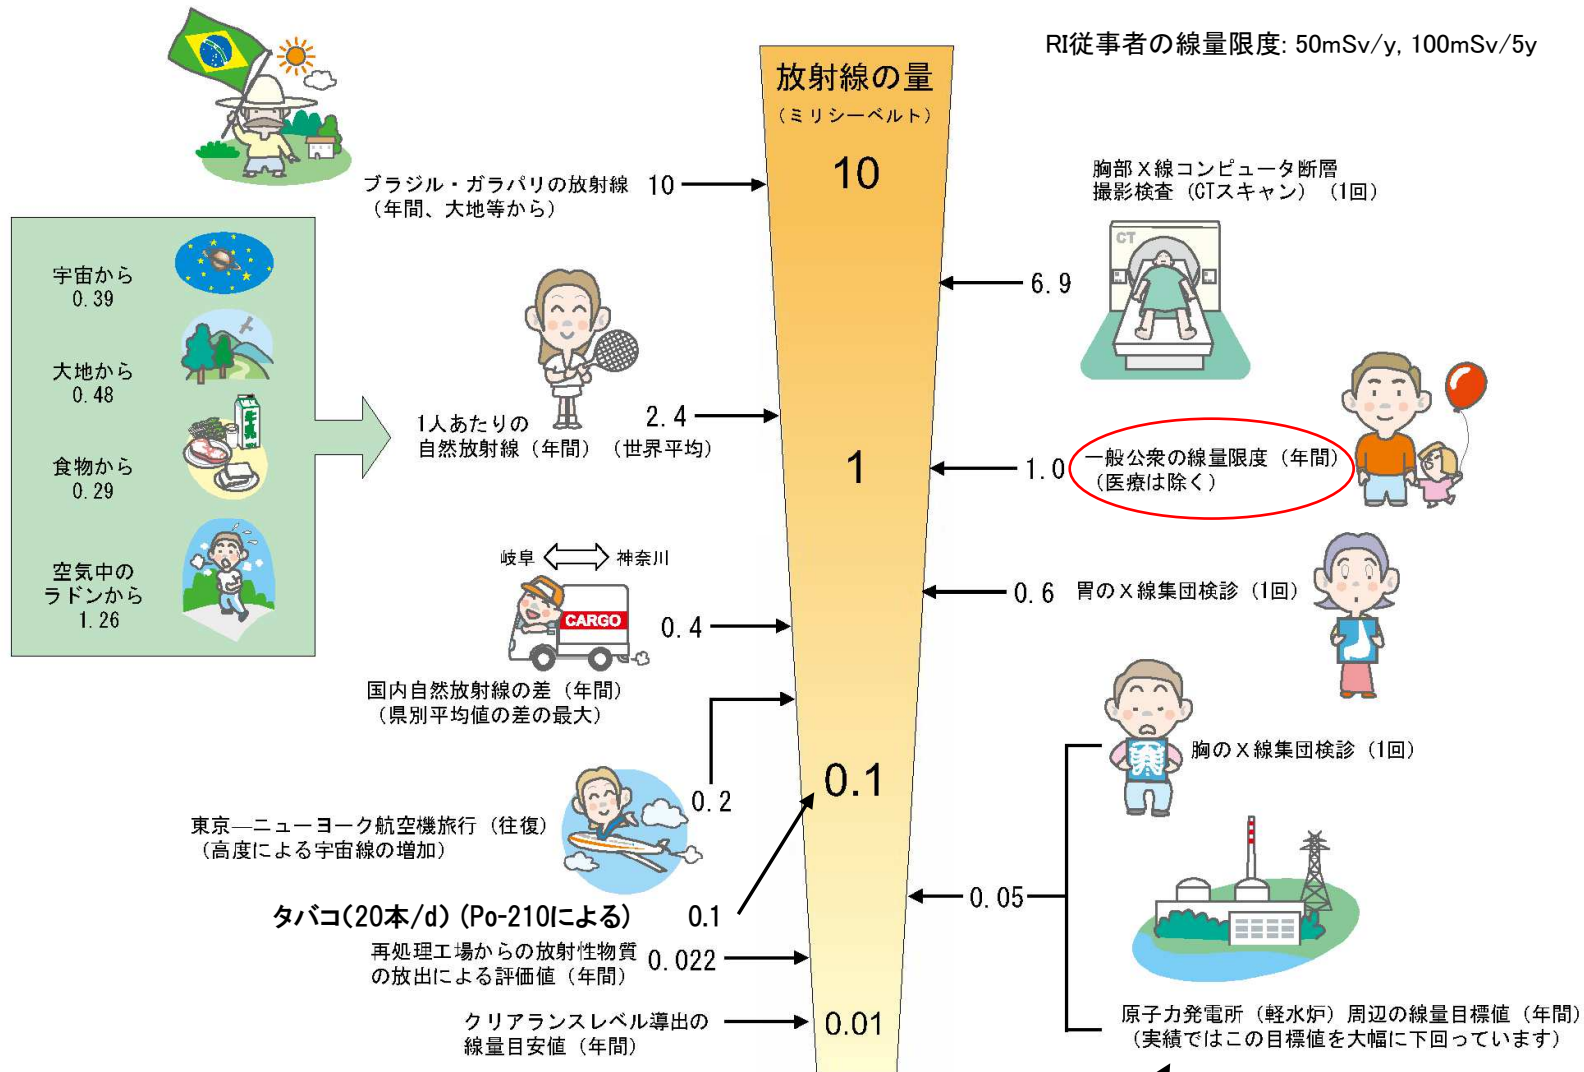 RI従事者の線量限度: 50mSv/y, 100mSv/5y
放射線の量
（ミリシーベルト）
10
1
0.1
0.01
ブラジル・ガラパリの放射線 10
（年間、大地等から）
宇宙から
0.39
大地から
0.48
食物から
0.29
空気中の
ラドンから
1.26
牛乳
1人あたりの
自然放射線（年間）（世界平均）
2.4
岐阜 神奈川
CARGO
0.4
国内自然放射線の差（年間）
（県別平均値の差の最大）
0.2
東京―ニューヨーク航空機旅行（往復）
（高度による宇宙線の増加）
タバコ（20本/d）（Po-210による） 0.1
再処理工場からの放射性物質
の放出による評価値（年間）
0.022
クリアランスレベル導出の
線量目安値（年間）
胸部X線コンピュータ断層
撮影検査（CTスキャン）（1回）
CT
6.9
1.0
一般公衆の線量限度（年間）
（医療は除く）
0.6 胃のX線集団検診（1回）
胸のX線集団検診（1回）
0.05
原子力発電所（軽水炉）周辺の線量目標値（年間）
（実績ではこの目標値を大幅に下回っています）